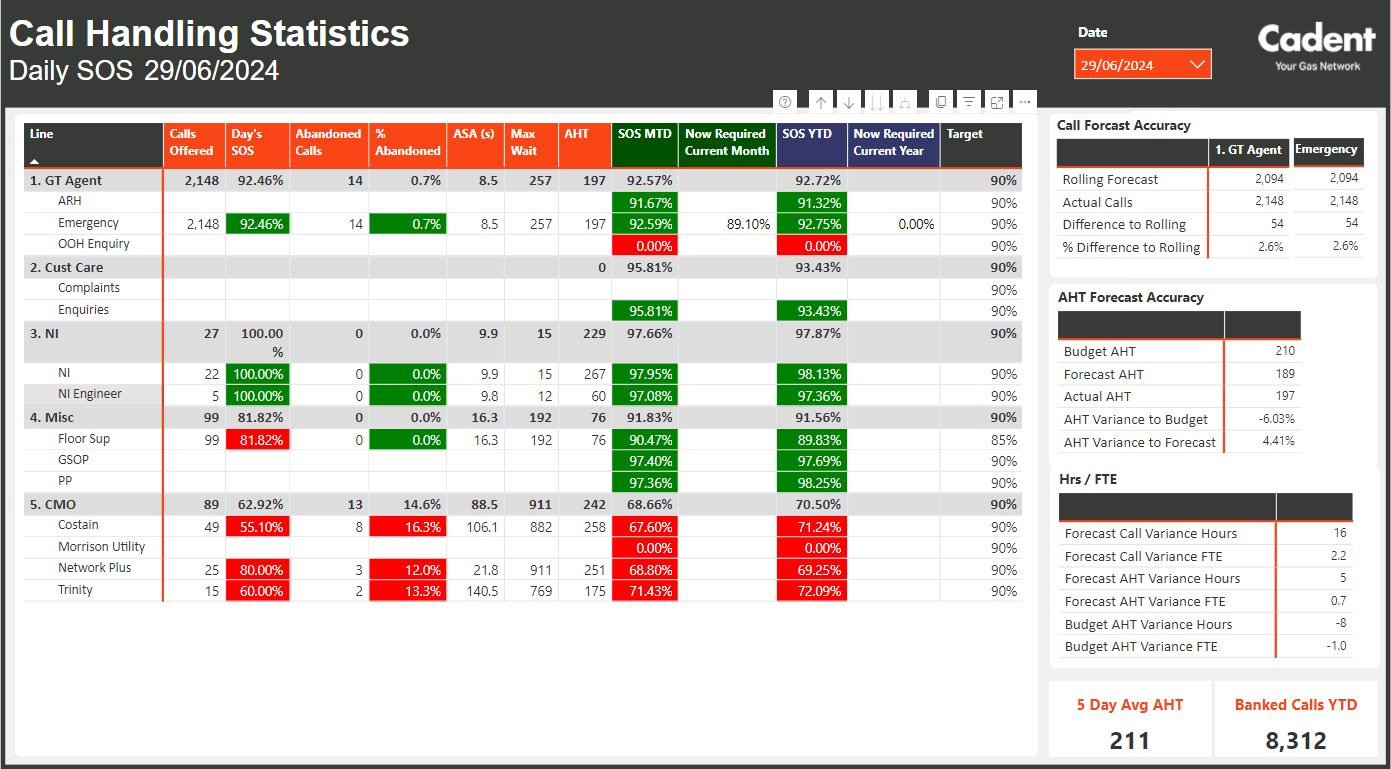 Call Handling Statistics
Daily SOS 29/06/2024
Date
29/06/2024
Cadent
Your Gas Network
Line Calls Offered Day's SOS Abandoned Calls % Abandoned ASA (s) Max Wait AHT SOS MTD Now Required Current Month SOS YTD Now Required Current Year Target
1. GT Agent 2,148 92.46% 14 0.7% 8.5 257 197 92.57% 92.72% 90%
ARH 91.67% 91.32% 90%
Emergency 2,148 92.46% 14 0.7% 8.5 257 197 92.59% 89.10% 92.75% 0.00% 90%
OOH Enquiry 0.00% 0.00% 90%
2. Cust Care 0 95.81% 93.43% 90%
Complaints 90%
Enquiries 95.81% 93.43% 90%
3. NI 27 100.00% 0 0.0% 9.9 15 229 97.66% 97.87% 90%
NI 22 100.00% 0 0.0% 9.9 15 267 97.95% 98.13% 90%
NI Engineer 5 100.00% 0 0.0% 9.8 12 60 97.08% 97.36% 90%
4. Misc 99 81.82% 0 0.0% 16.3 192 76 91.83% 91.56% 90%
Floor Sup 99 81.82% 0 0.0% 16.3 192 76 90.47% 89.83% 85%
GSOP 97.40% 97.69% 90%
PP 97.36% 98.25% 90%
5. CMO 89 62.92% 13 14.6% 88.5 911 242 68.66% 70.50% 90%
Costain 49 55.10% 8 16.3% 106.1 882 258 67.60% 71.24% 90%
Morrison Utility 0.00% 0.00% 90%
Network Plus 25 80.00% 3 12.0% 21.8 911 251 68.80% 69.25% 90%
Trinity 15 60.00% 2 13.3% 140.5 769 175 71.43% 72.09% 90%
Call Forcast Accuracy
1. GT Agent Emergency
Rolling Forecast 2,094 2,094
Actual Calls 2,148 2,148
Difference to Rolling 54 54
% Difference to Rolling 2.6% 2.6%
AHT Forecast Accuracy
Budget AHT 210
Forecast AHT 189
Actual AHT 197
AHT Variance to Budget -6.03%
AHT Variance to Forecast 4.41%
Hrs / FTE
Forecast Call Variance Hours 16
Forecast Call Variance FTE 2.2
Forecast AHT Variance Hours 5
Forecast AHT Variance FTE 0.7
Budget AHT Variance Hours -8
Budget AHT Variance FTE -1.0
5 Day Avg AHT
211
Banked Calls YTD
8,312